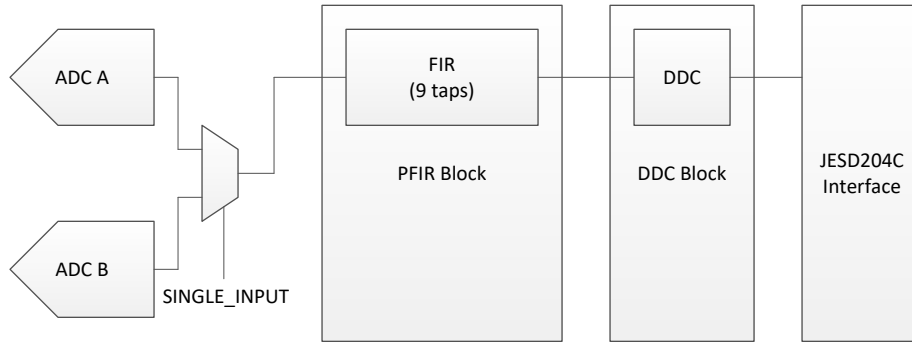 ADC A
ADC B
SINGLE_INPUT
FIR
(9 taps)
PFIR Block
DDC
DDC Block
JESD204C
Interface